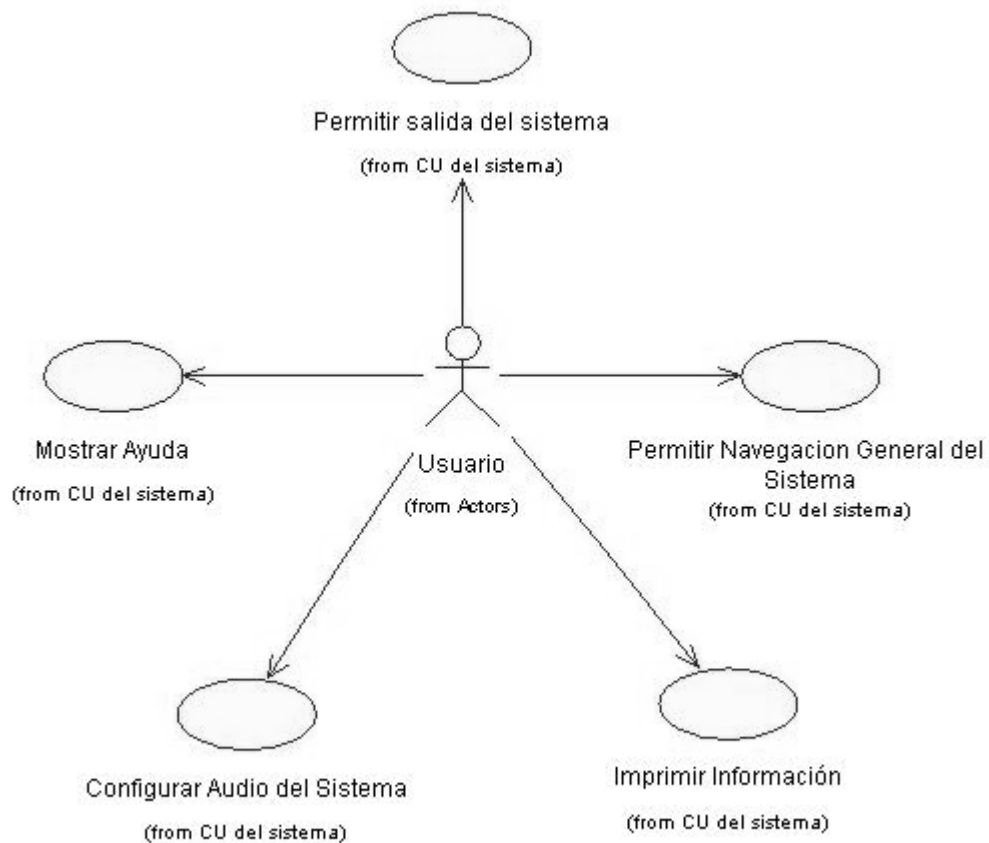 Permitir salida del sistema
(from CU del sistema)
Mostrar Ayuda
(from CU del sistema)
Usuario
(from Actors)
Permitir Navegacion General del
Sistema
(from CU del sistema)
Configurar Audio del Sistema
(from CU del sistema)
Imprimir Información
(from CU del sistema)